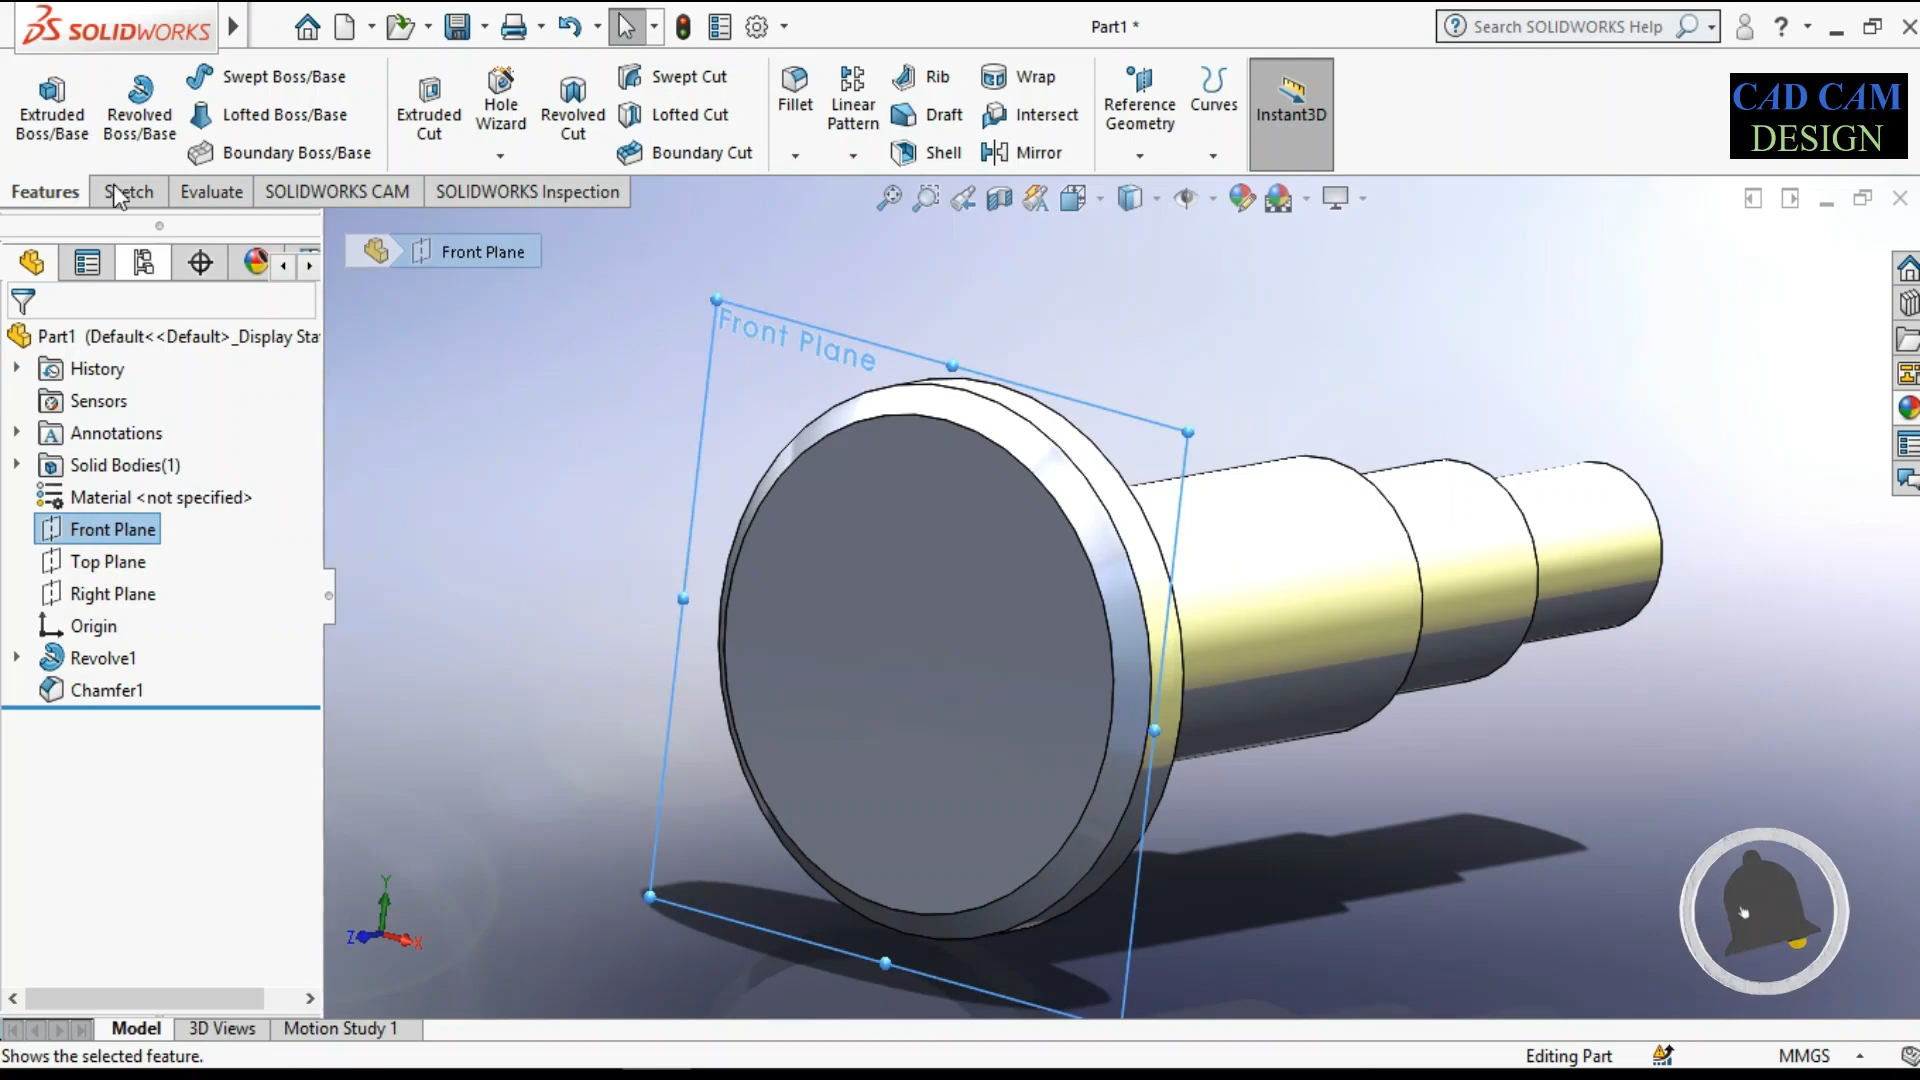 SOLIDWORKS
Part1 *
Search SOLIDWORKS Help
Extruded Boss/Base
Revolved Boss/Base
Swept Boss/Base
Lofted Boss/Base
Boundary Boss/Base
Extruded Cut
Hole Wizard
Revolved Cut
Swept Cut
Lofted Cut
Boundary Cut
Fillet
Linear Pattern
Rib
Draft
Shell
Wrap
Intersect
Mirror
Reference Geometry
Curves
Instant3D
CAD CAM
DESIGN
Features
Sketch
Evaluate
SOLIDWORKS CAM
SOLIDWORKS Inspection
Front Plane
Front Plane
Part1 (Default<<Default>_Display Sta
History
Sensors
Annotations
Solid Bodies(1)
Material <not specified>
Front Plane
Top Plane
Right Plane
Origin
Revolve1
Chamfer1
Y
Z
X
Model
3D Views
Motion Study 1
Shows the selected feature.
Editing Part
MMGS